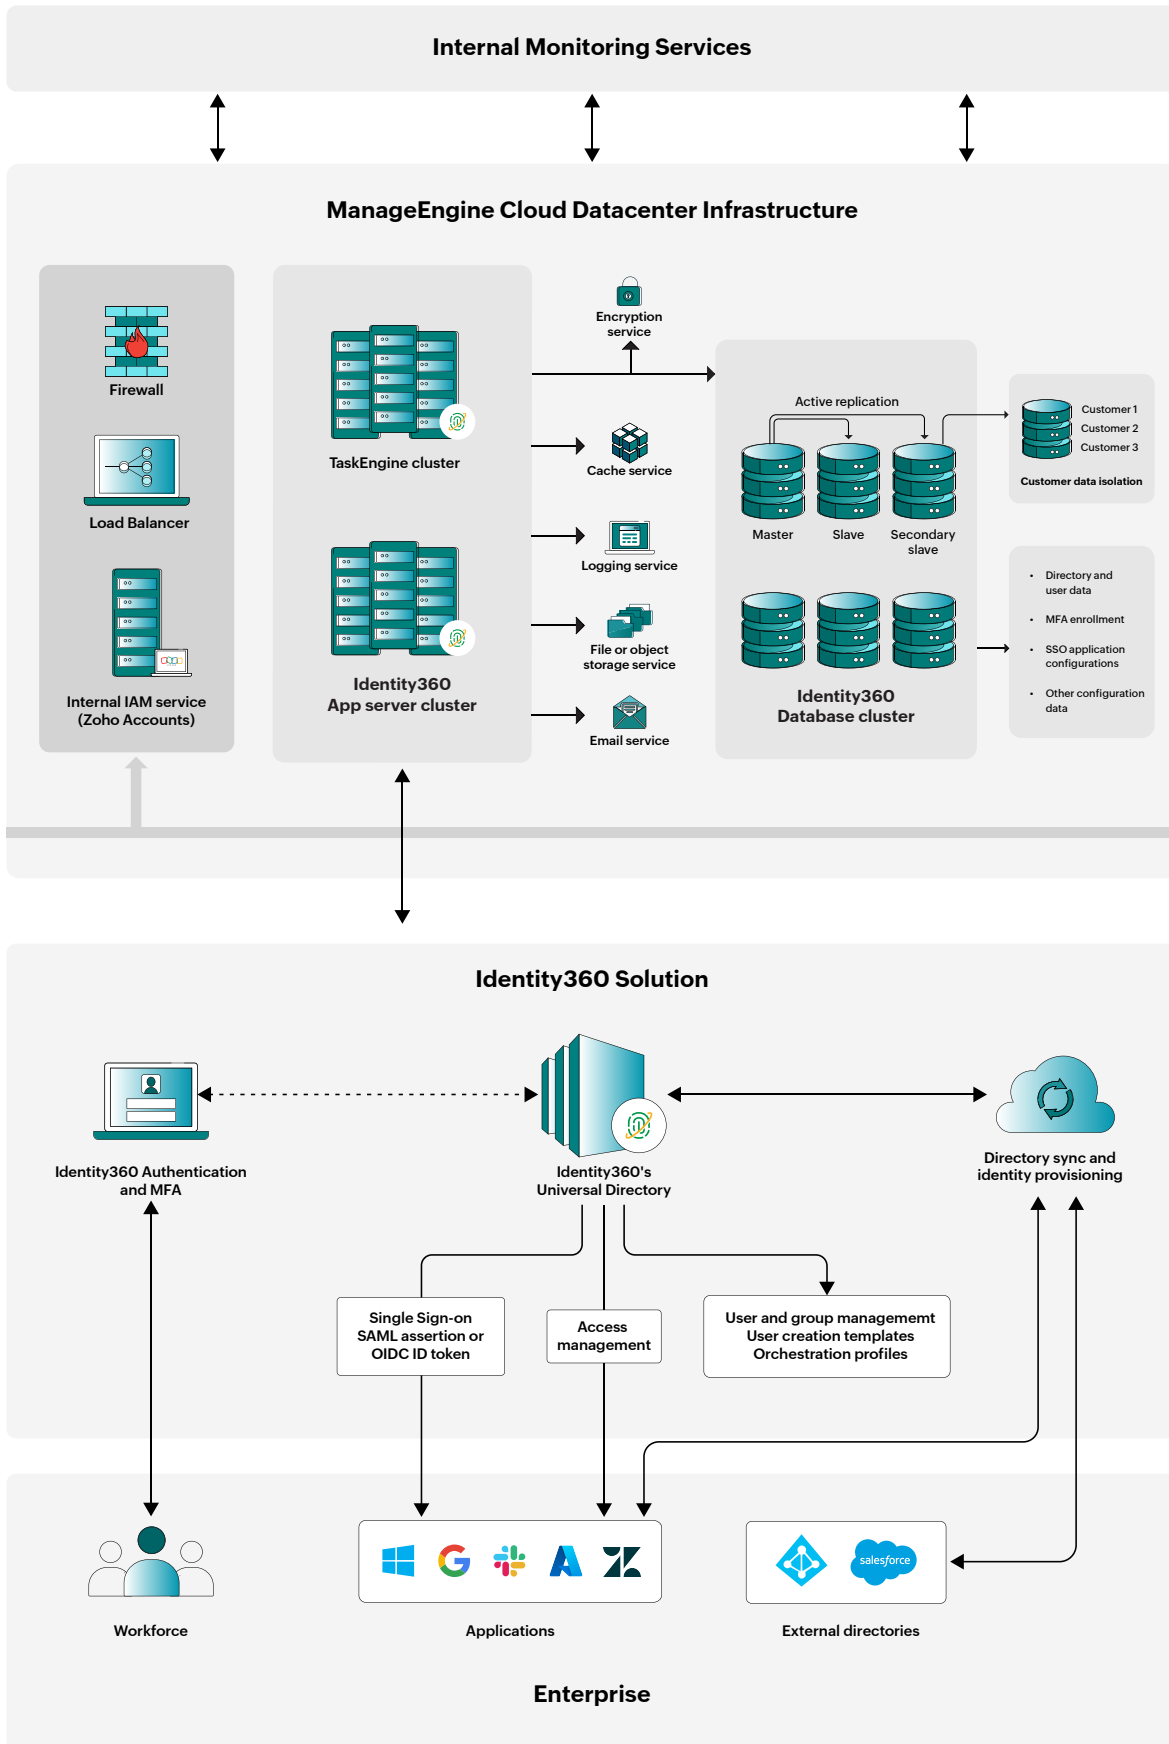 Internal Monitoring Services
ManageEngine Cloud Datacenter Infrastructure
Firewall
Load Balancer
Internal IAM service
(Zoho Accounts)
TaskEngine cluster
Identity360
App server cluster
Encryption
service
Cache service
Logging service
File or object
storage service
Email service
Active replication
Master
Slave
Secondary
slave
Identity360
Database cluster
Customer 1
Customer 2
Customer 3
Customer data isolation
• Directory and
user data
• MFA enrollment
• SSO application
configurations
• Other configuration
data
Identity360 Solution
Identity360 Authentication
and MFA
Identity360's
Universal Directory
Directory sync and
identity provisioning
Single Sign-on
SAML assertion or
OIDC ID token
Access
management
User and group managememt
User creation templates
Orchestration profiles
salesforce
Workforce
Applications
External directories
Enterprise